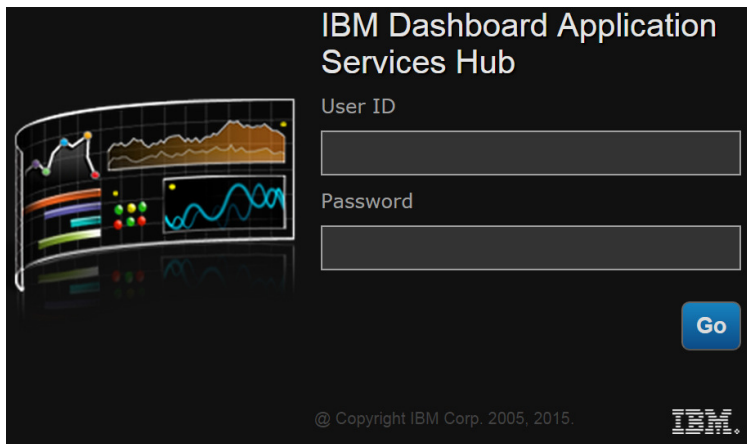 IBM Dashboard Application
Services Hub
User ID
Password
Go
@ Copyright IBM Corp. 2005, 2015.
IBM.